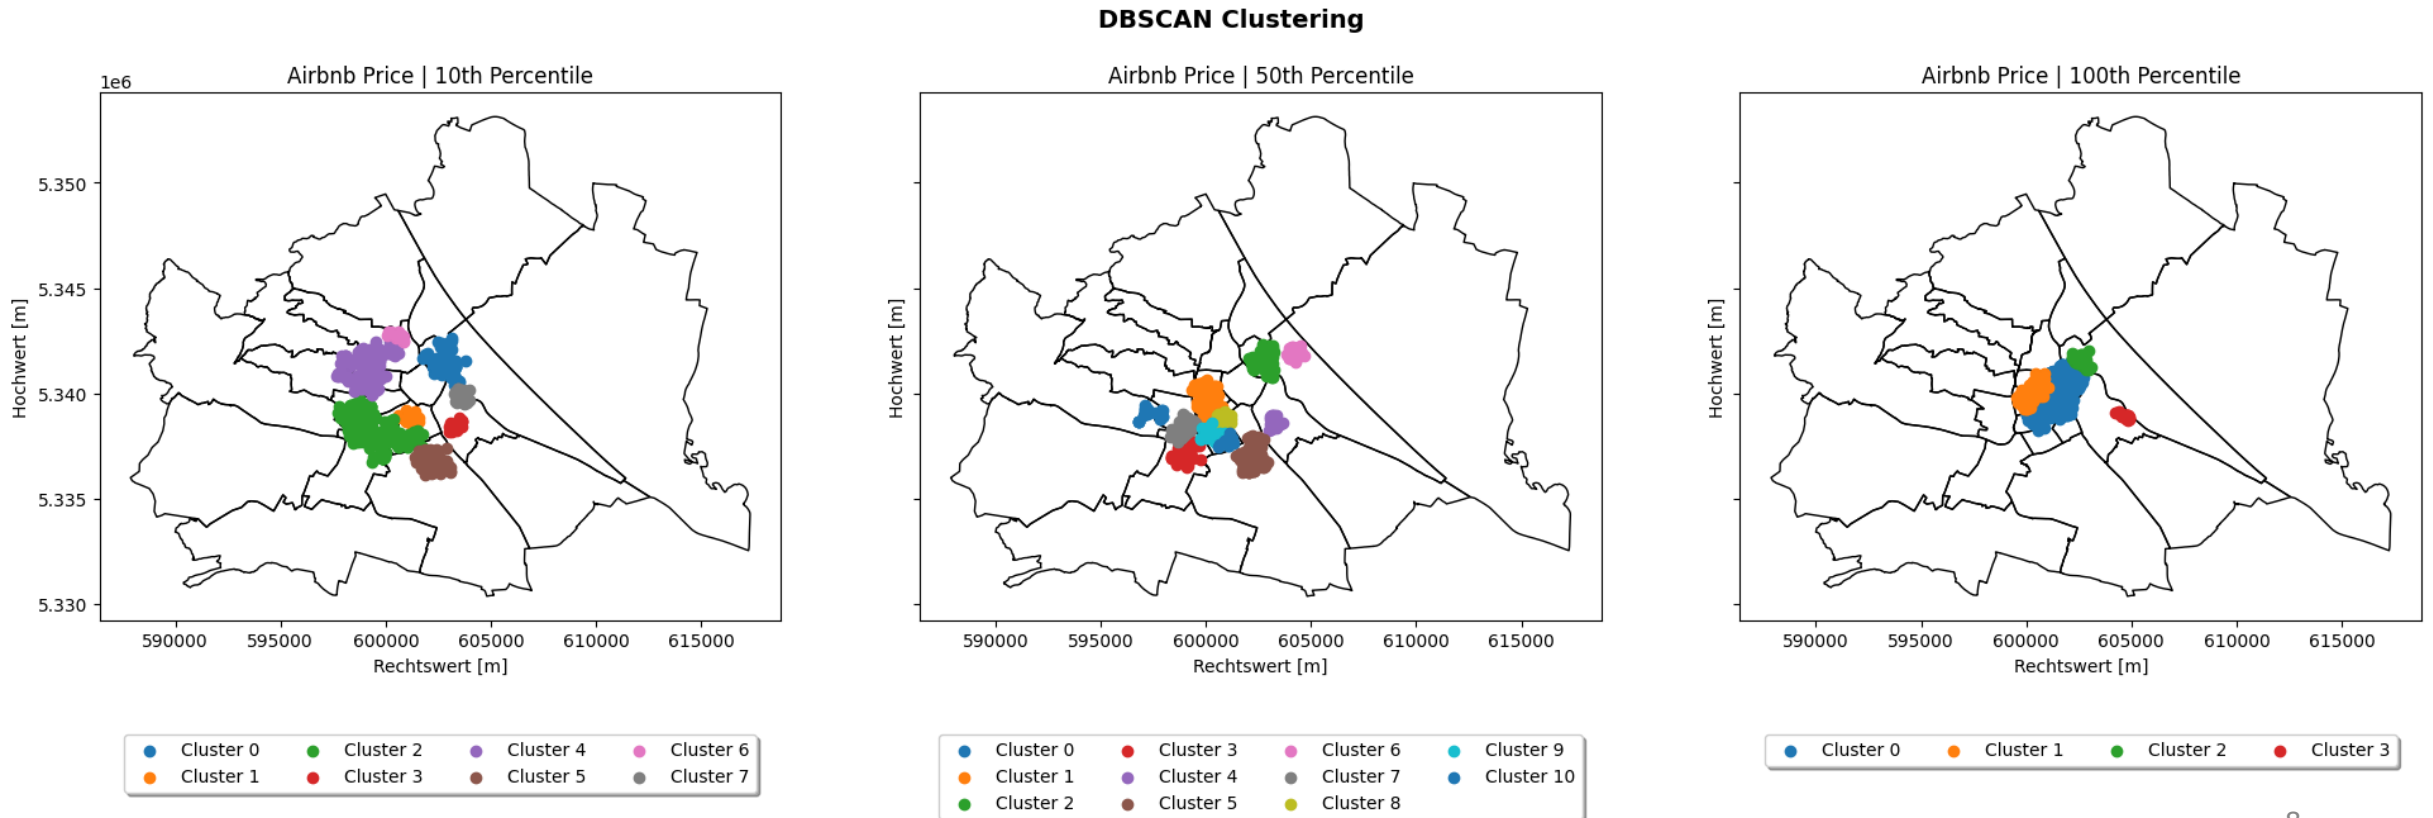 DBSCAN Clustering
Airbnb Price | 10th Percentile
Airbnb Price | 50th Percentile
Airbnb Price | 100th Percentile
1e6
5.350
5.345
5.340
5.335
5.330
Hochwert [m]
590000 595000 600000 605000 610000 615000
Rechtswert [m]
Hochwert [m]
590000 595000 600000 605000 610000 615000
Rechtswert [m]
Hochwert [m]
590000 595000 600000 605000 610000 615000
Rechtswert [m]
Cluster 0 Cluster 2 Cluster 4 Cluster 6
Cluster 1 Cluster 3 Cluster 5 Cluster 7
Cluster 0 Cluster 3 Cluster 6 Cluster 9
Cluster 1 Cluster 4 Cluster 7 Cluster 10
Cluster 2 Cluster 5 Cluster 8
Cluster 0 Cluster 1 Cluster 2 Cluster 3